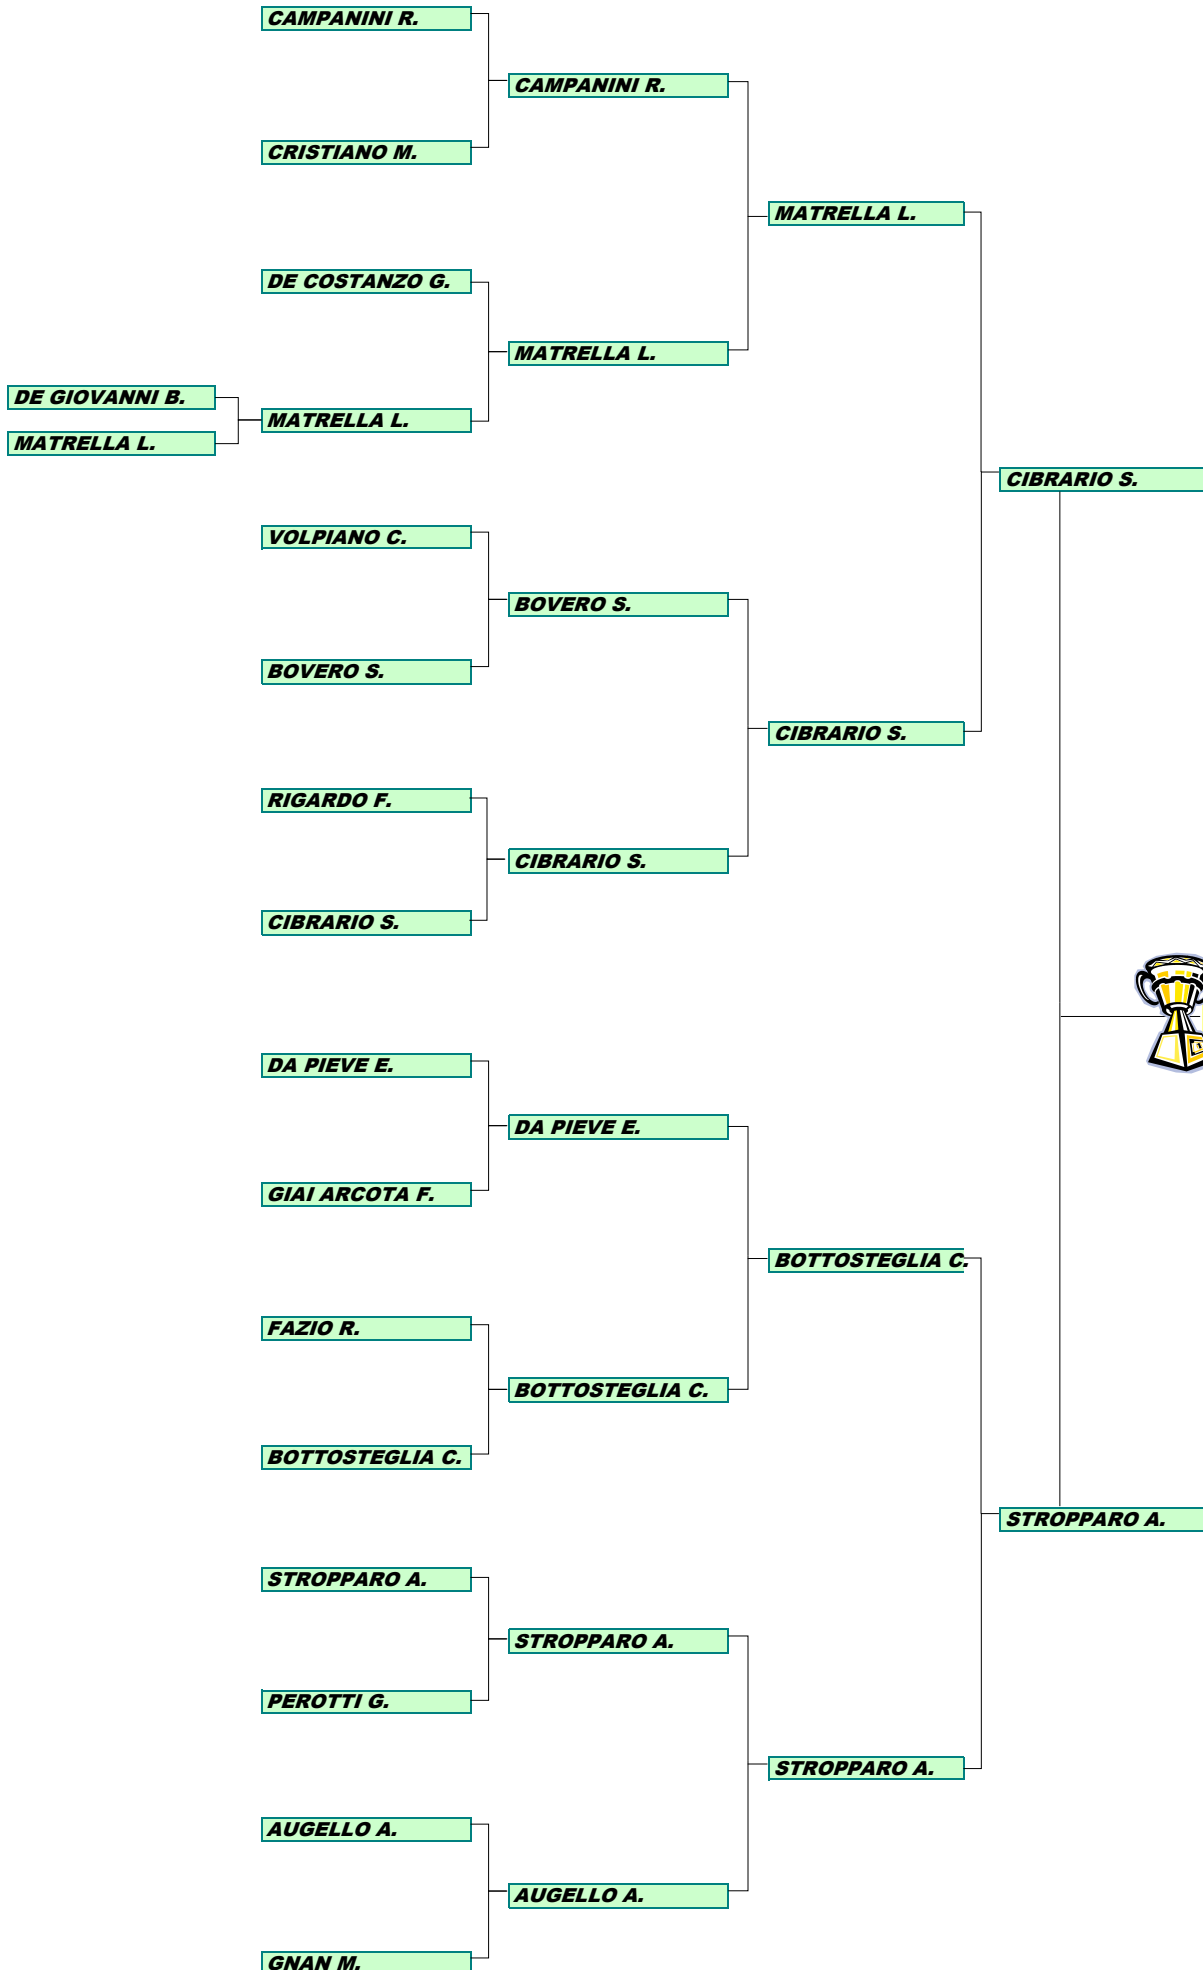 CAMPANINI R.
CAMPANINI R.
CRISTIANO M.
MATRELLA L.
DE COSTANZO G.
MATRELLA L.
DE GIOVANNI B.
MATRELLA L.
MATRELLA L.
CIBRARIO S.
VOLPIANO C.
BOVERO S.
BOVERO S.
CIBRARIO S.
RIGARDO F.
CIBRARIO S.
CIBRARIO S.
1
DA PIEVE E.
DA PIEVE E.
GIAI ARCOTA F.
BOTTOSTEGLIA C.
FAZIO R.
BOTTOSTEGLIA C.
BOTTOSTEGLIA C.
STROPPARO A.
STROPPARO A.
STROPPARO A.
PEROTTI G.
STROPPARO A.
AUGELLO A.
AUGELLO A.
GNAN M.